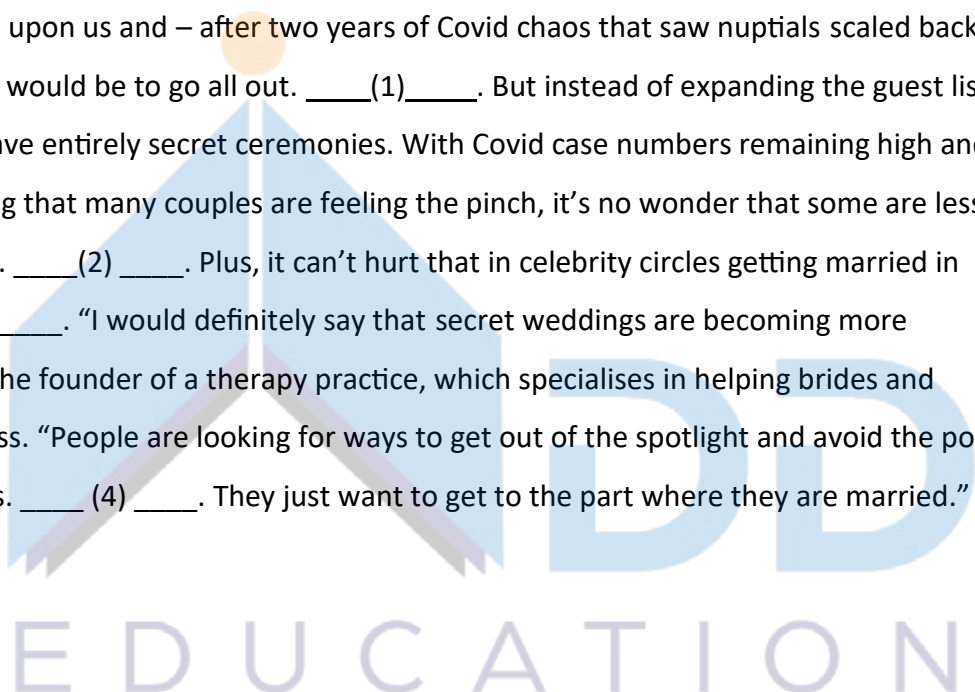 upon us and – after two years of Covid chaos that saw nuptials scaled back
would be to go all out. _____(1)_____. But instead of expanding the guest lis
ve entirely secret ceremonies. With Covid case numbers remaining high and
g that many couples are feeling the pinch, it's no wonder that some are less
. ____(2) ____. Plus, it can't hurt that in celebrity circles getting married in
____. “I would definitely say that secret weddings are becoming more
he founder of a therapy practice, which specialises in helping brides and
ss. “People are looking for ways to get out of the spotlight and avoid the po
s. ____ (4) ____. They just want to get to the part where they are married.”
DD
EDUCATION